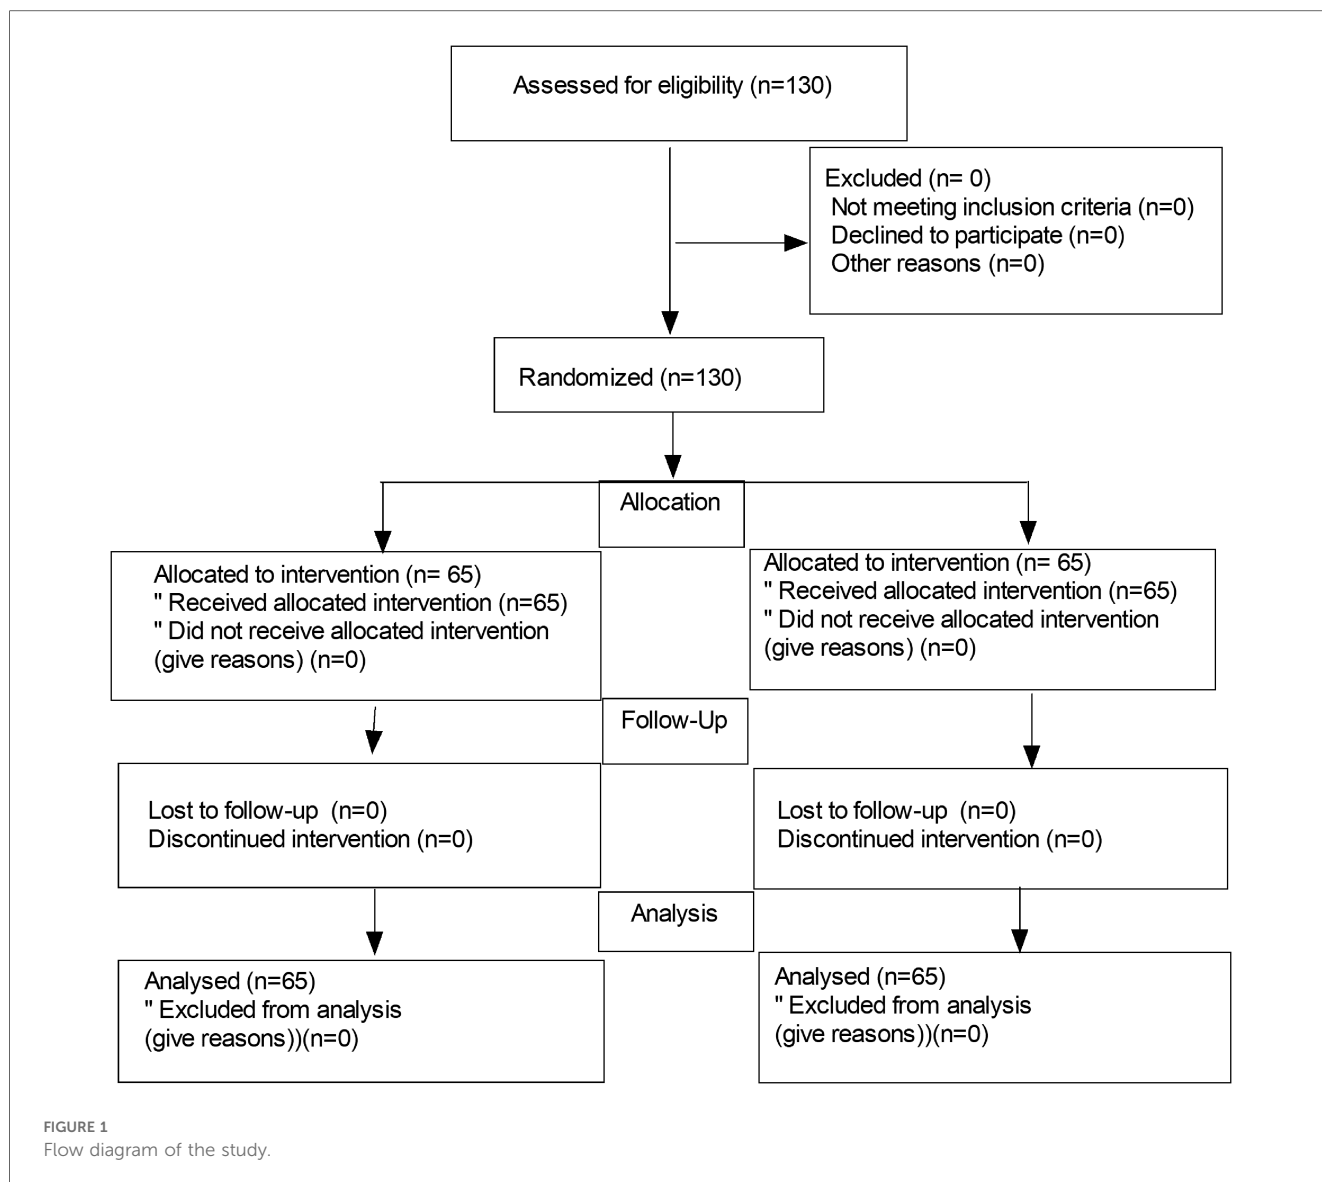 Assessed for eligibility (n=130)
Excluded (n= 0)
Not meeting inclusion criteria (n=0)
Declined to participate (n=0)
Other reasons (n=0)
Randomized (n=130)
Allocation
Allocated to intervention (n= 65)
" Received allocated intervention (n=65)
" Did not receive allocated intervention
(give reasons) (n=0)
Allocated to intervention (n= 65)
" Received allocated intervention (n=65)
" Did not receive allocated intervention
(give reasons) (n=0)
Follow-Up
Lost to follow-up  (n=0)
Discontinued intervention (n=0)
Lost to follow-up  (n=0)
Discontinued intervention (n=0)
Analysis
Analysed (n=65)
" Excluded from analysis
(give reasons))(n=0)
Analysed (n=65)
" Excluded from analysis
(give reasons))(n=0)
FIGURE 1
Flow diagram of the study.